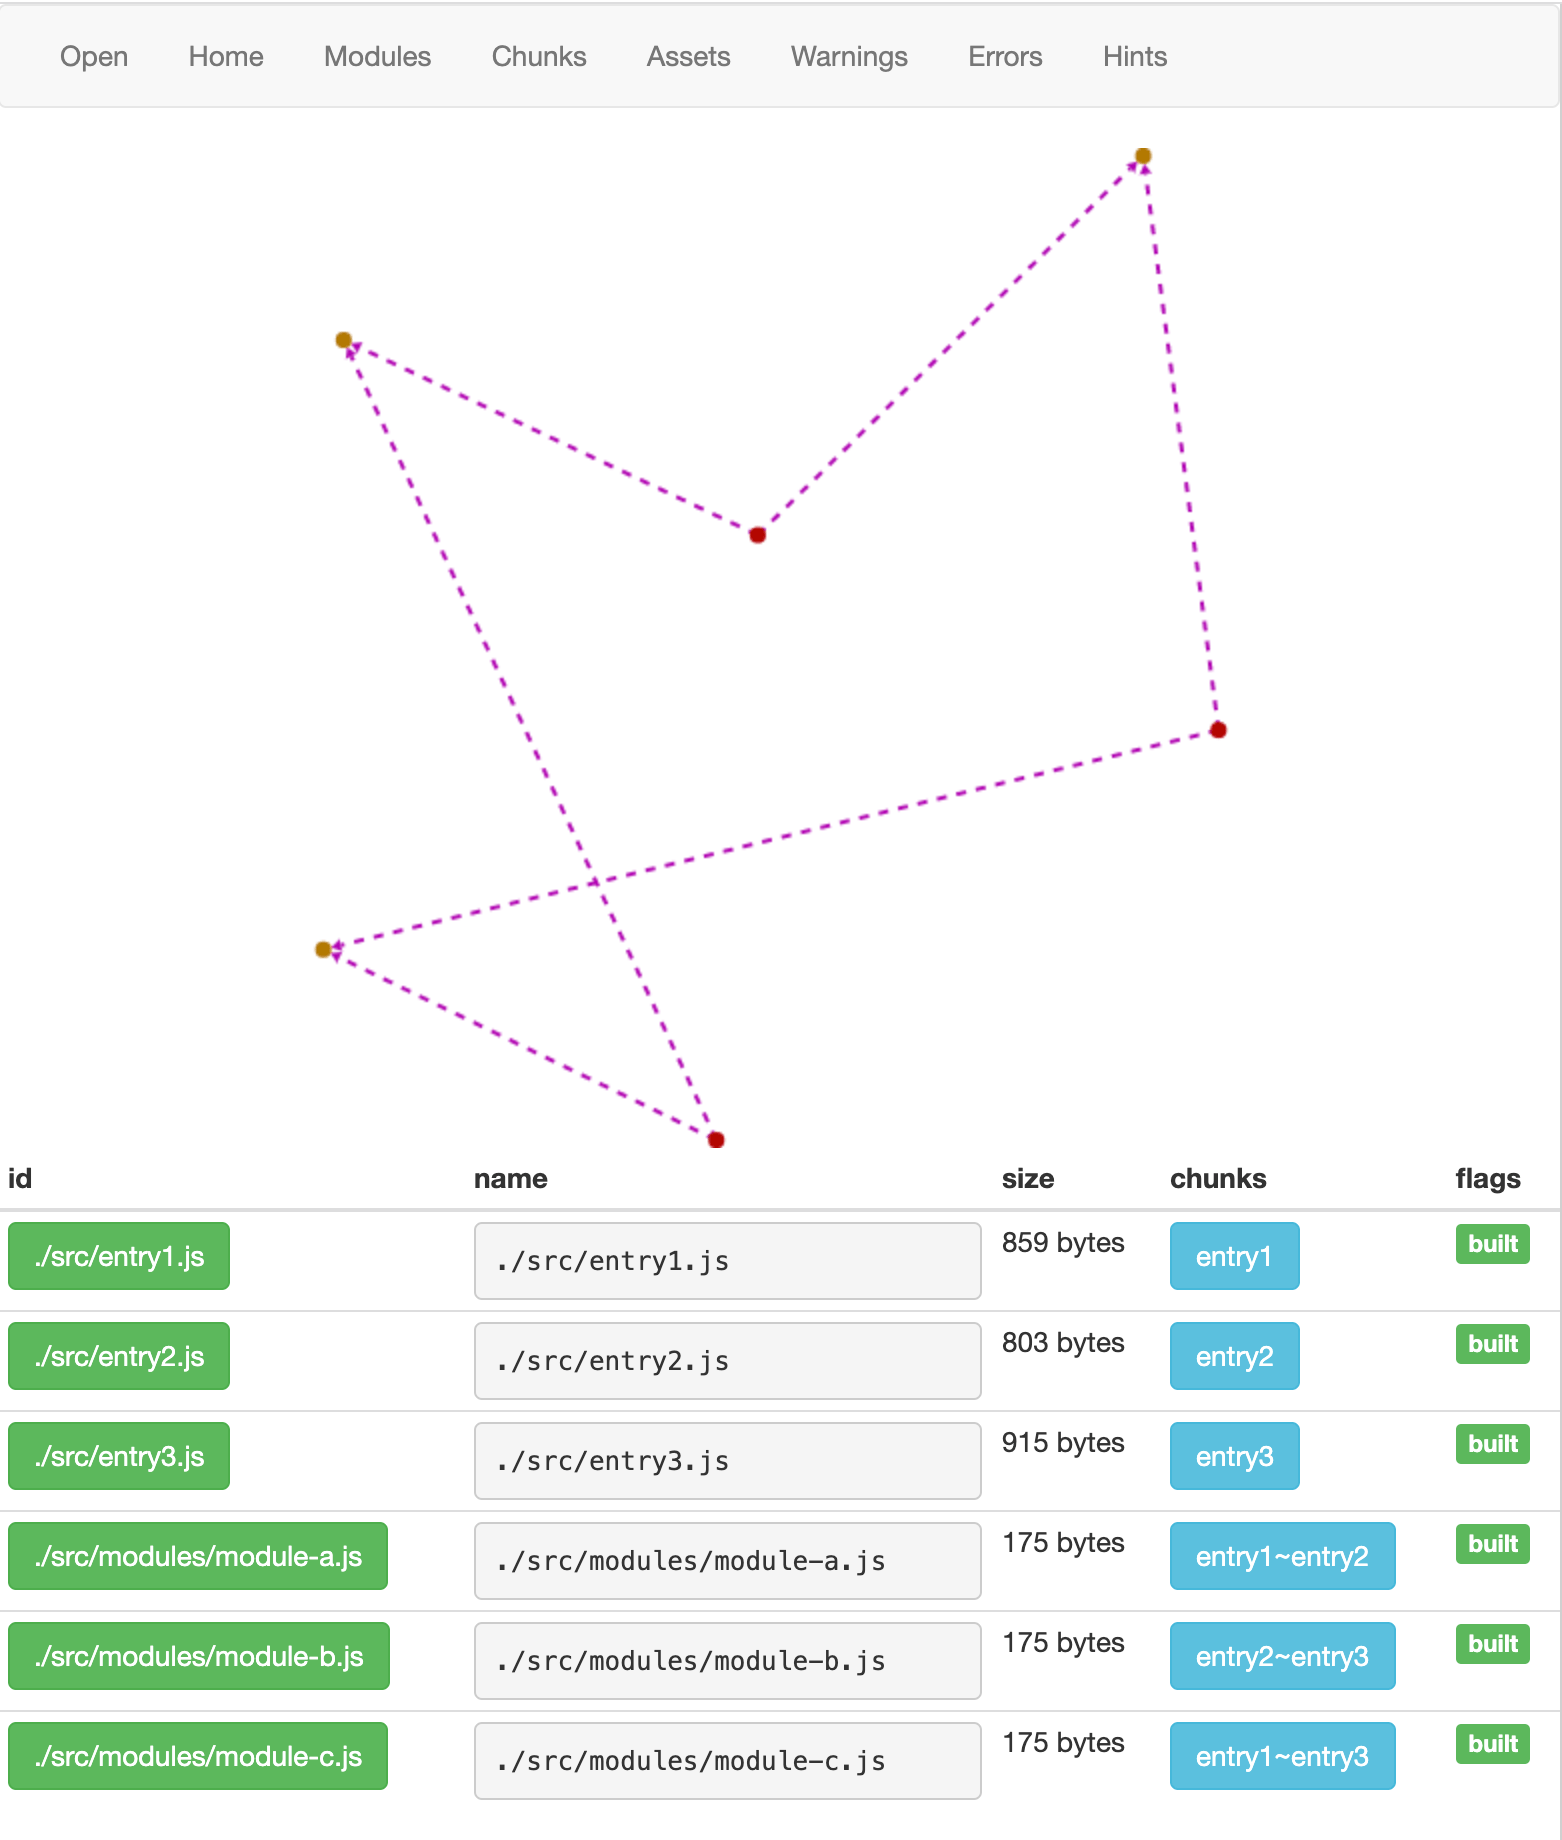 Open Home Modules Chunks Assets Warnings Errors Hints
id name size chunks flags
./src/entry1.js ./src/entry1.js 859 bytes entry1 built
./src/entry2.js ./src/entry2.js 803 bytes entry2 built
./src/entry3.js ./src/entry3.js 915 bytes entry3 built
./src/modules/module-a.js ./src/modules/module-a.js 175 bytes entry1~entry2 built
./src/modules/module-b.js ./src/modules/module-b.js 175 bytes entry2~entry3 built
./src/modules/module-c.js ./src/modules/module-c.js 175 bytes entry1~entry3 built